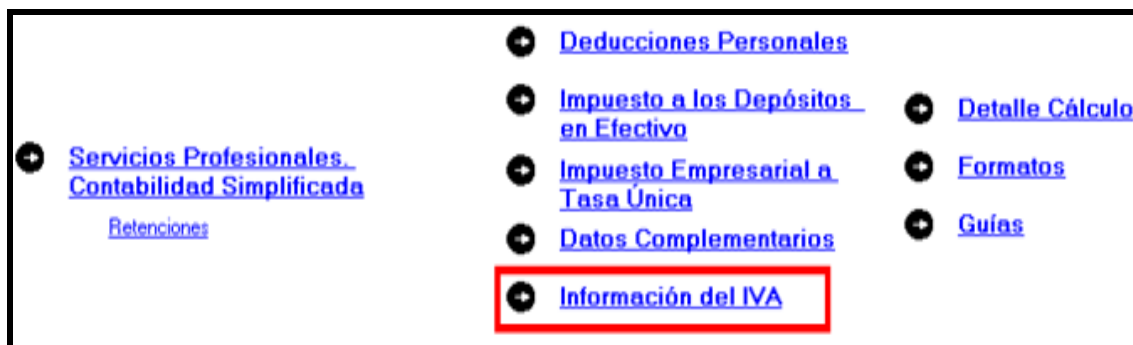 Servicios Profesionales.
Contabilidad Simplificada
Retenciones
Deducciones Personales
Impuesto a los Depósitos
en Efectivo
Impuesto Empresarial a
Tasa Única
Datos Complementarios
Información del IVA
Detalle Cálculo
Formatos
Guías